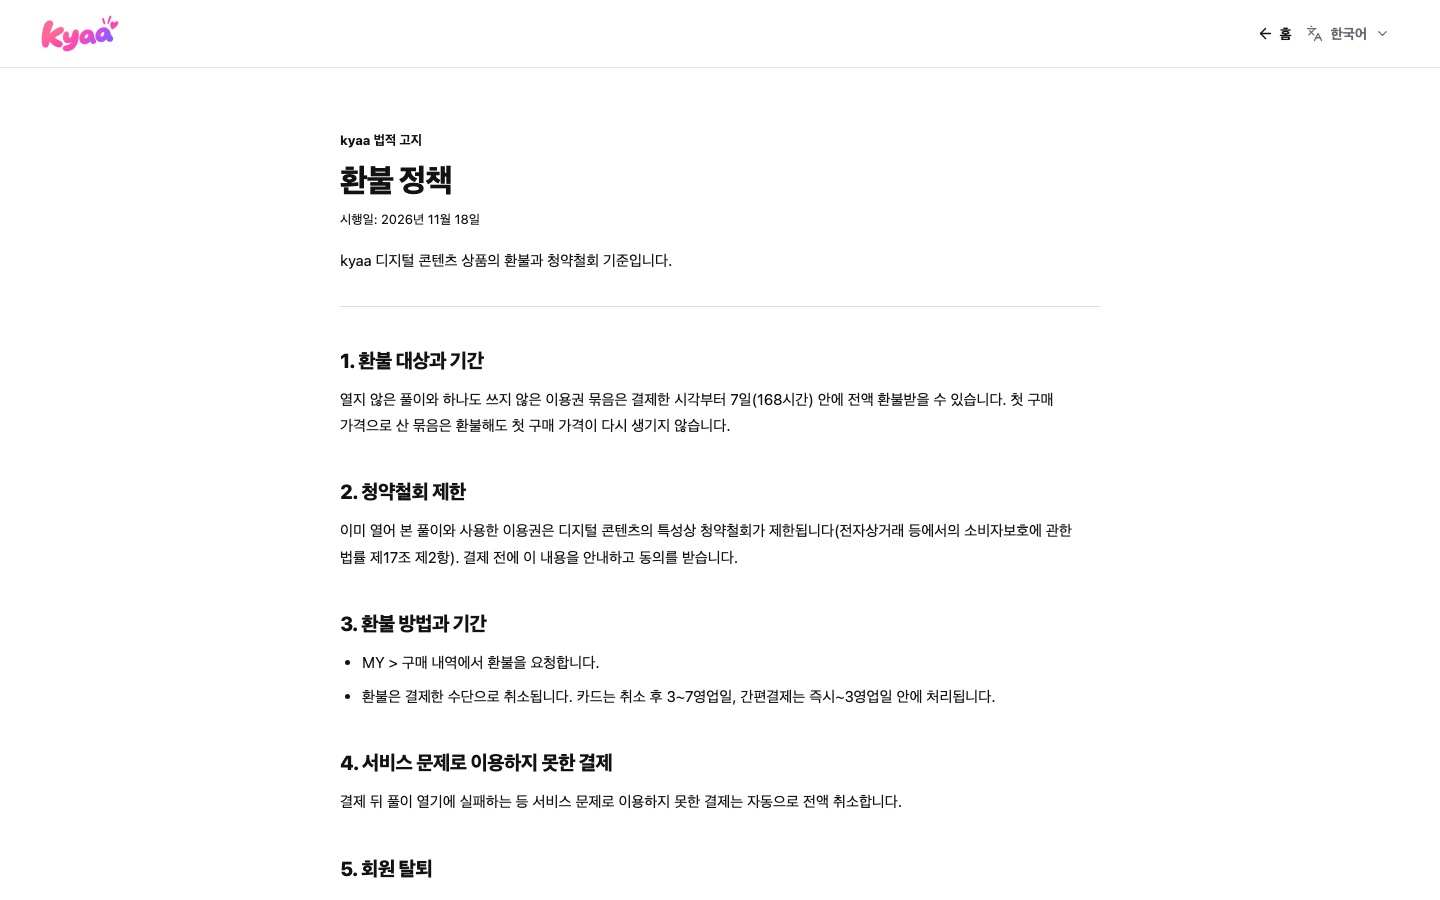 kyaa
홈
한국어
kyaa 법적 고지
환불 정책
시행일: 2026년 11월 18일
kyaa 디지털 콘텐츠 상품의 환불과 청약철회 기준입니다.
1. 환불 대상과 기간
열지 않은 풀이와 하나도 쓰지 않은 이용권 묶음은 결제한 시각부터 7일(168시간) 안에 전액 환불받을 수 있습니다. 첫 구매
가격으로 산 묶음은 환불해도 첫 구매 가격이 다시 생기지 않습니다.
2. 청약철회 제한
이미 열어 본 풀이와 사용한 이용권은 디지털 콘텐츠의 특성상 청약철회가 제한됩니다(전자상거래 등에서의 소비자보호에 관한
법률 제17조 제2항). 결제 전에 이 내용을 안내하고 동의를 받습니다.
3. 환불 방법과 기간
• MY > 구매 내역에서 환불을 요청합니다.
• 환불은 결제한 수단으로 취소됩니다. 카드는 취소 후 3~7영업일, 간편결제는 즉시~3영업일 안에 처리됩니다.
4. 서비스 문제로 이용하지 못한 결제
결제 뒤 풀이 열기에 실패하는 등 서비스 문제로 이용하지 못한 결제는 자동으로 전액 취소합니다.
5. 회원 탈퇴